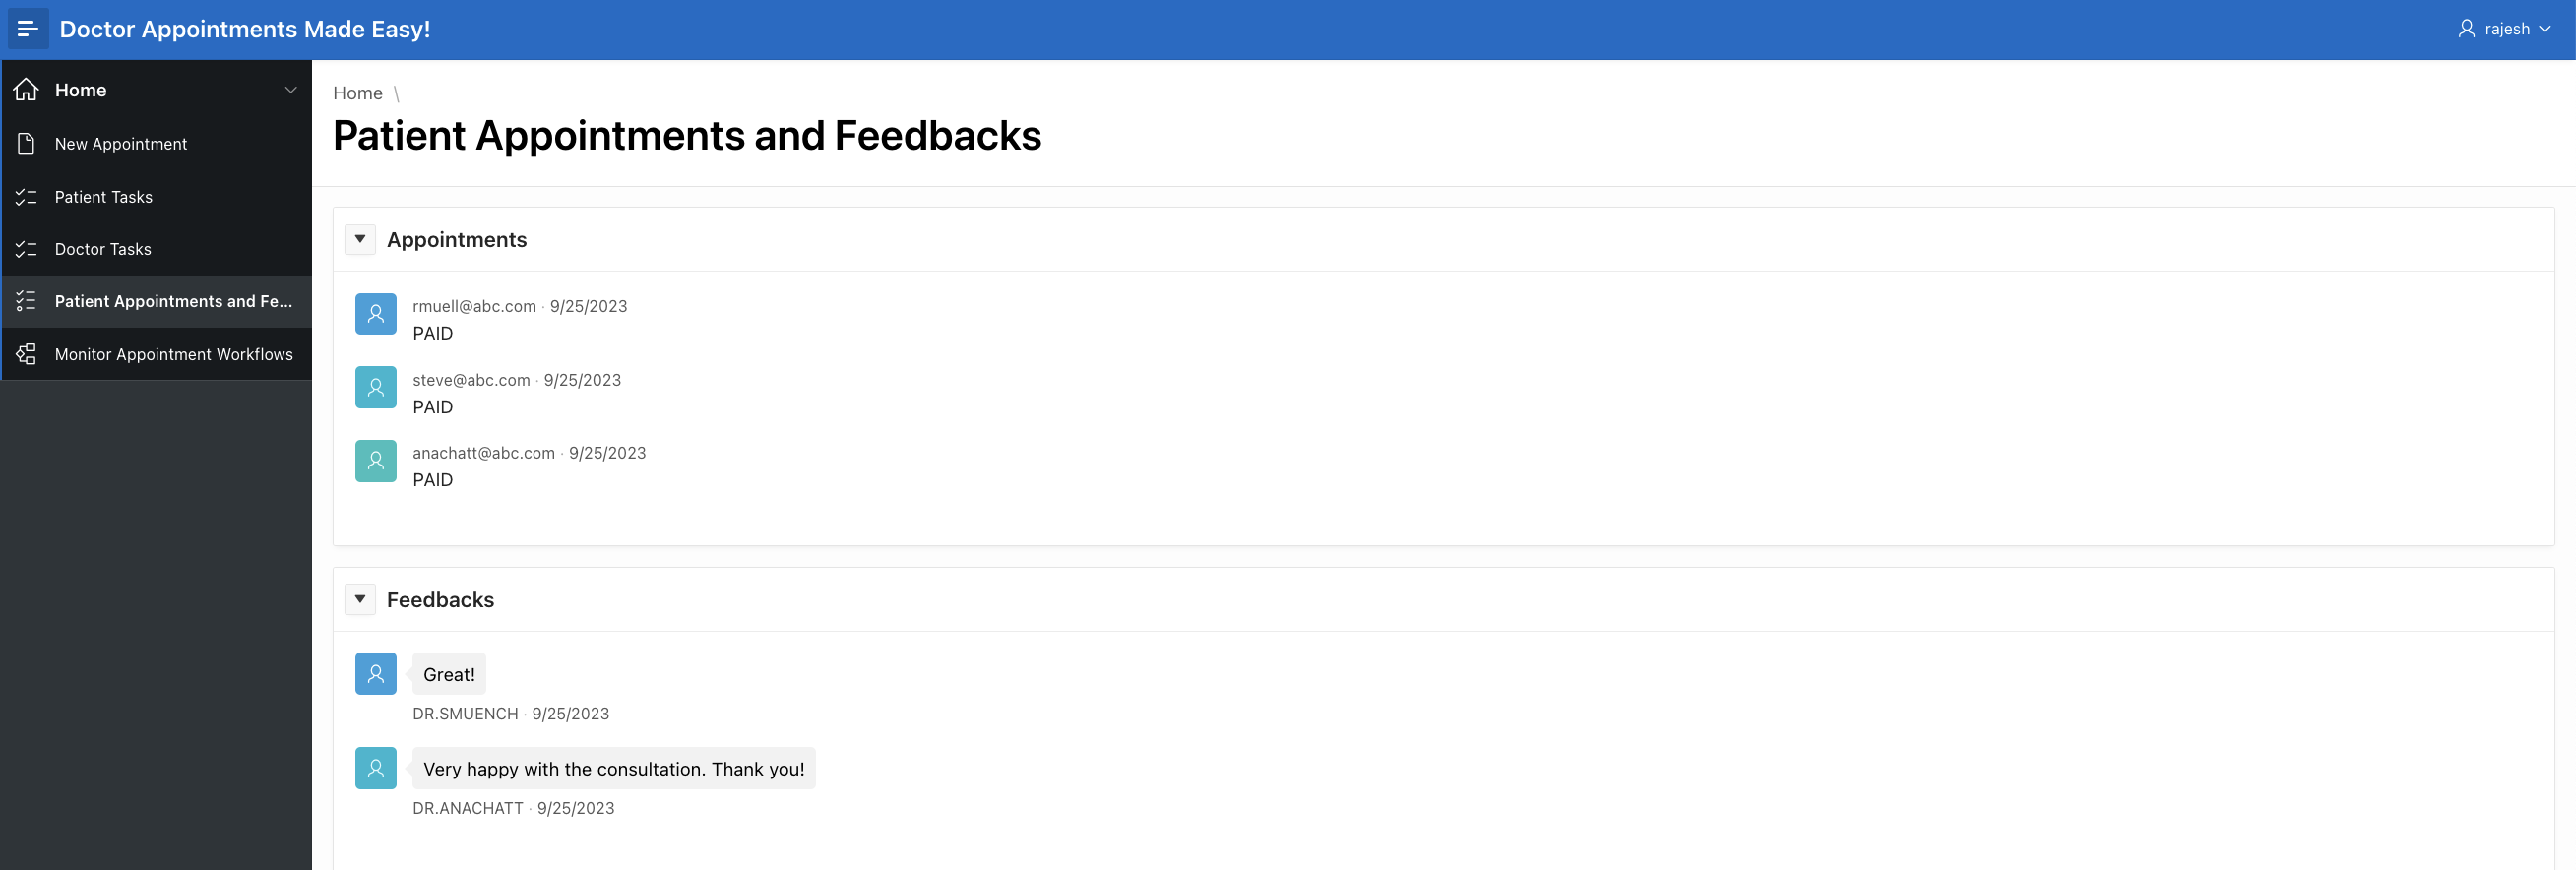 Doctor Appointments Made Easy!
rajesh
Home
New Appointment
Patient Tasks
Doctor Tasks
Patient Appointments and Fe...
Monitor Appointment Workflows
Home \
Patient Appointments and Feedbacks
Appointments
rmuell@abc.com · 9/25/2023
PAID
steve@abc.com · 9/25/2023
PAID
anachatt@abc.com · 9/25/2023
PAID
Feedbacks
Great!
DR.SMUENCH · 9/25/2023
Very happy with the consultation. Thank you!
DR.ANACHATT · 9/25/2023